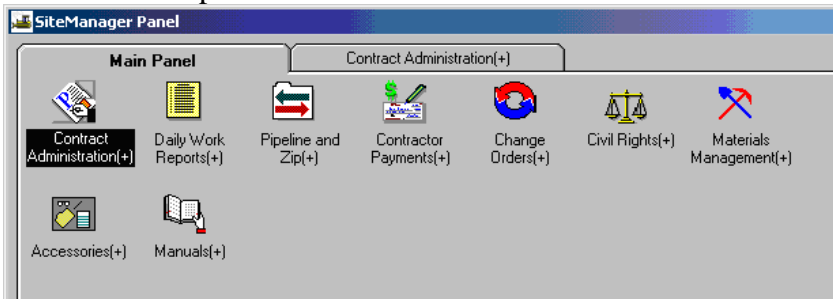 SiteManager Panel
Main Panel
Contract Administration(+)
Contract
Administration(+)
Daily Work
Reports(+)
Pipeline and
Zip(+)
Contractor
Payments(+)
Change
Orders(+)
Civil Rights(+)
Materials
Management(+)
Accessories(+)
Manuals(+)